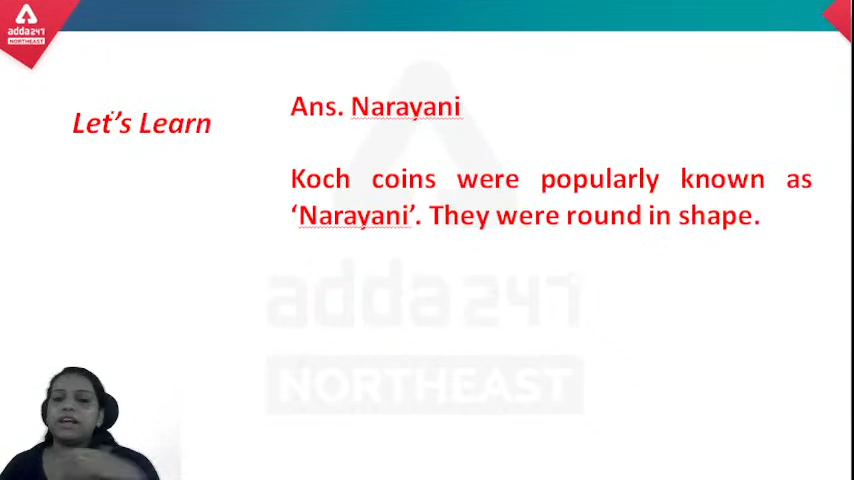 adda247
NORTHEAST
Let's Learn
Ans. Narayani
Koch coins were popularly known as
‘Narayani’. They were round in shape.
adda247
NORTHEAST